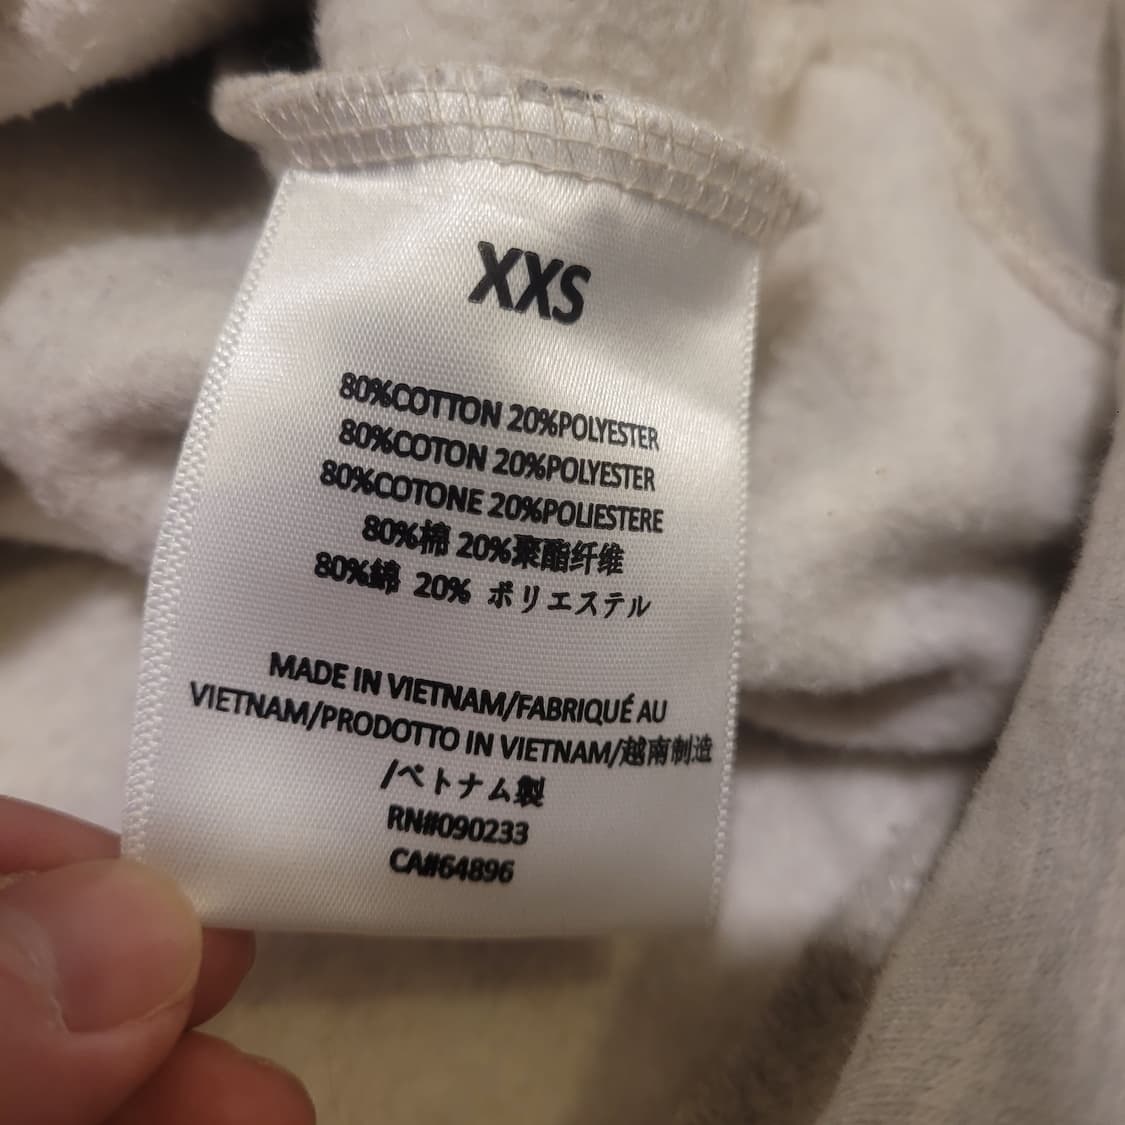 XXS
80%COTTON 20%POLYESTER
80%COTON 20%POLYESTER
80%COTONE 20%POLIESTERE
80%棉 20%聚酯纤维
80%綿 20% ポリエステル
MADE IN VIETNAM/FABRIQUÉ AU
VIETNAM/PRODOTTO IN VIETNAM/越南制造
/ベトナム製
RN#090233
CA#64896